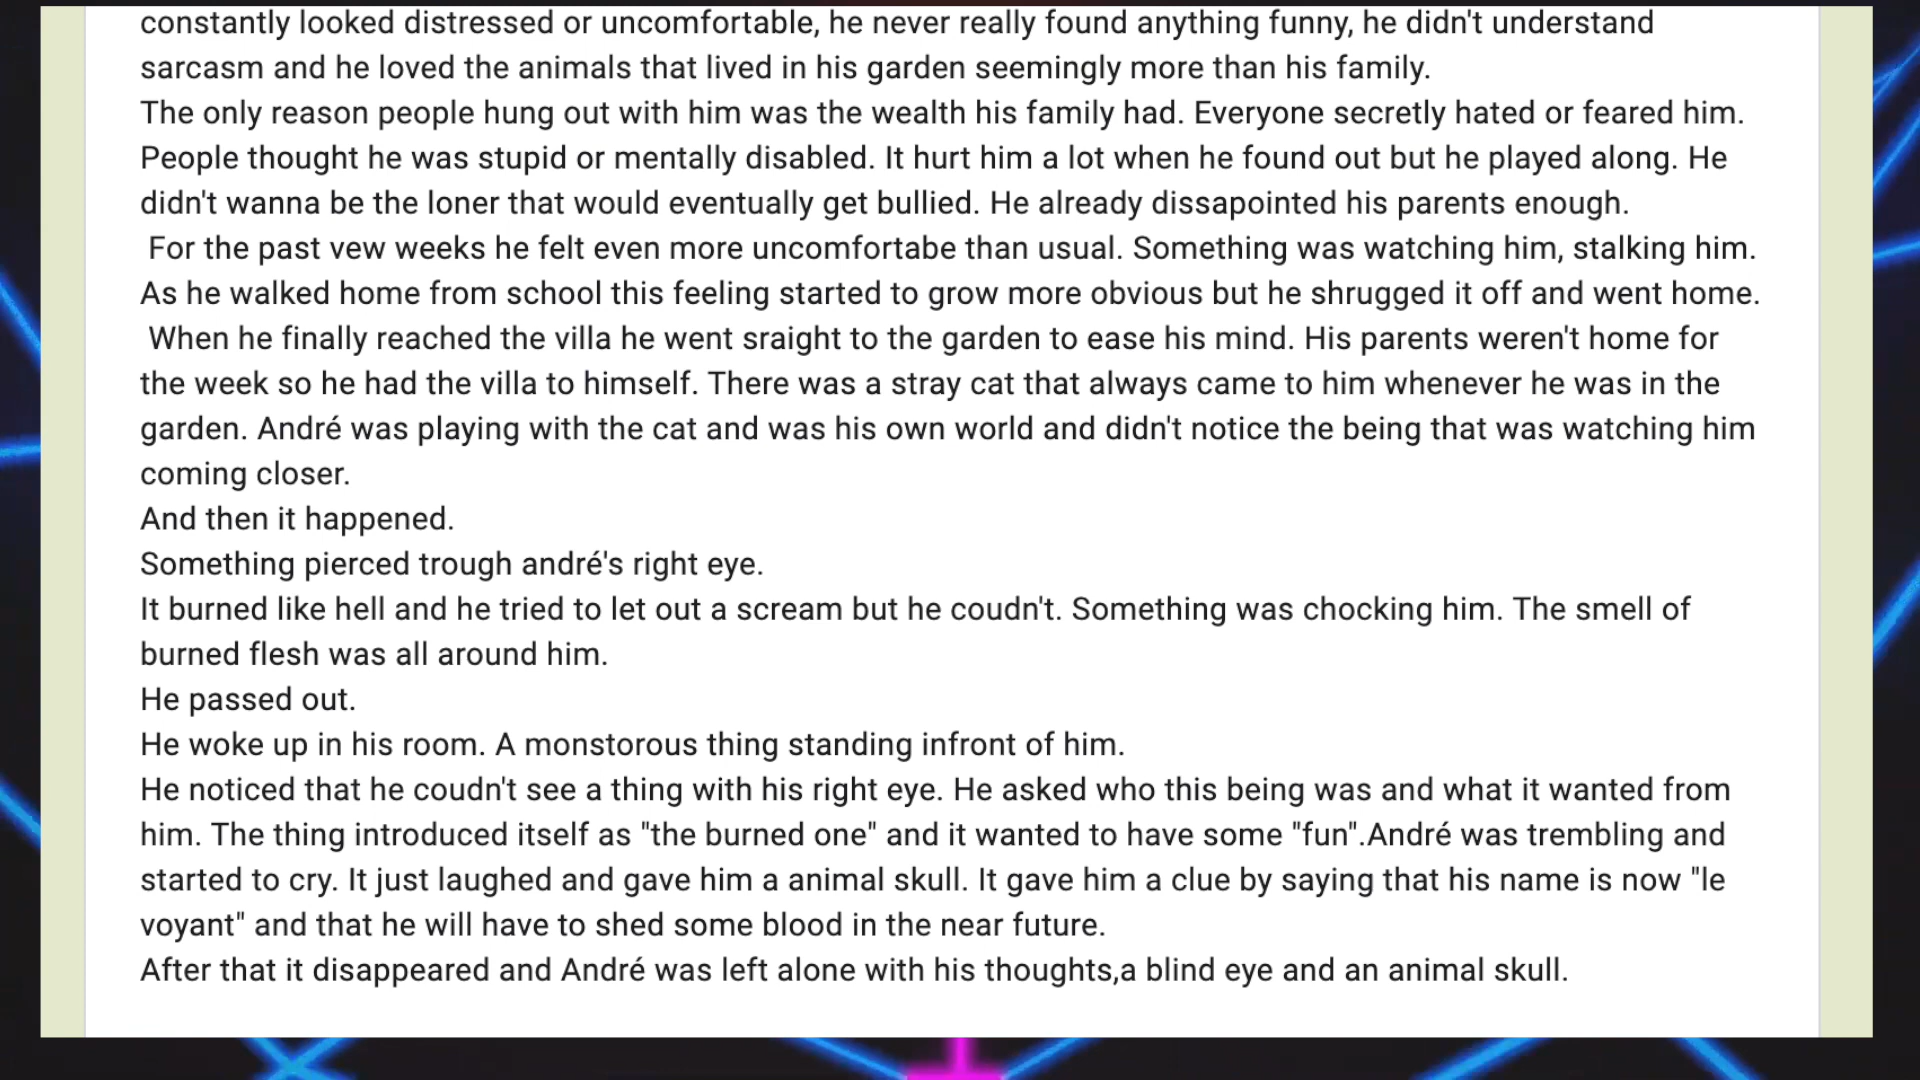 constantly looked distressed or uncomfortable, he never really found anything funny, he didn't understand
sarcasm and he loved the animals that lived in his garden seemingly more than his family.
The only reason people hung out with him was the wealth his family had. Everyone secretly hated or feared him.
People thought he was stupid or mentally disabled. It hurt him a lot when he found out but he played along. He
didn't wanna be the loner that would eventually get bullied. He already dissapointed his parents enough.
For the past vew weeks he felt even more uncomfortabe than usual. Something was watching him, stalking him.
As he walked home from school this feeling started to grow more obvious but he shrugged it off and went home.
When he finally reached the villa he went sraight to the garden to ease his mind. His parents weren't home for
the week so he had the villa to himself. There was a stray cat that always came to him whenever he was in the
garden. André was playing with the cat and was his own world and didn't notice the being that was watching him
coming closer.
And then it happened.
Something pierced trough andré's right eye.
It burned like hell and he tried to let out a scream but he coudn't. Something was chocking him. The smell of
burned flesh was all around him.
He passed out.
He woke up in his room. A monstorous thing standing infront of him.
He noticed that he coudn't see a thing with his right eye. He asked who this being was and what it wanted from
him. The thing introduced itself as "the burned one" and it wanted to have some "fun".André was trembling and
started to cry. It just laughed and gave him a animal skull. It gave him a clue by saying that his name is now "le
voyant" and that he will have to shed some blood in the near future.
After that it disappeared and André was left alone with his thoughts,a blind eye and an animal skull.